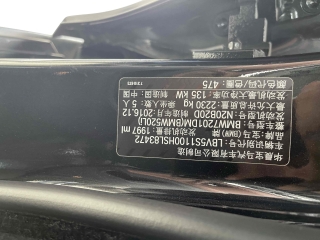 华晨宝马汽车有限公司制造
车辆识别代号:LBV5S1100HSL83472
品牌:宝马 (BMW) 排量:1997 ml
整车型号:BMW7201DM(BMW520Li)
发动机型号:N20B20D 制造年月:2016.12
最大允许总质量:2230 kg 乘坐人数:5 人
发动机最大净功率:135 kW 制造国:中国
颜色代码/色雷:475